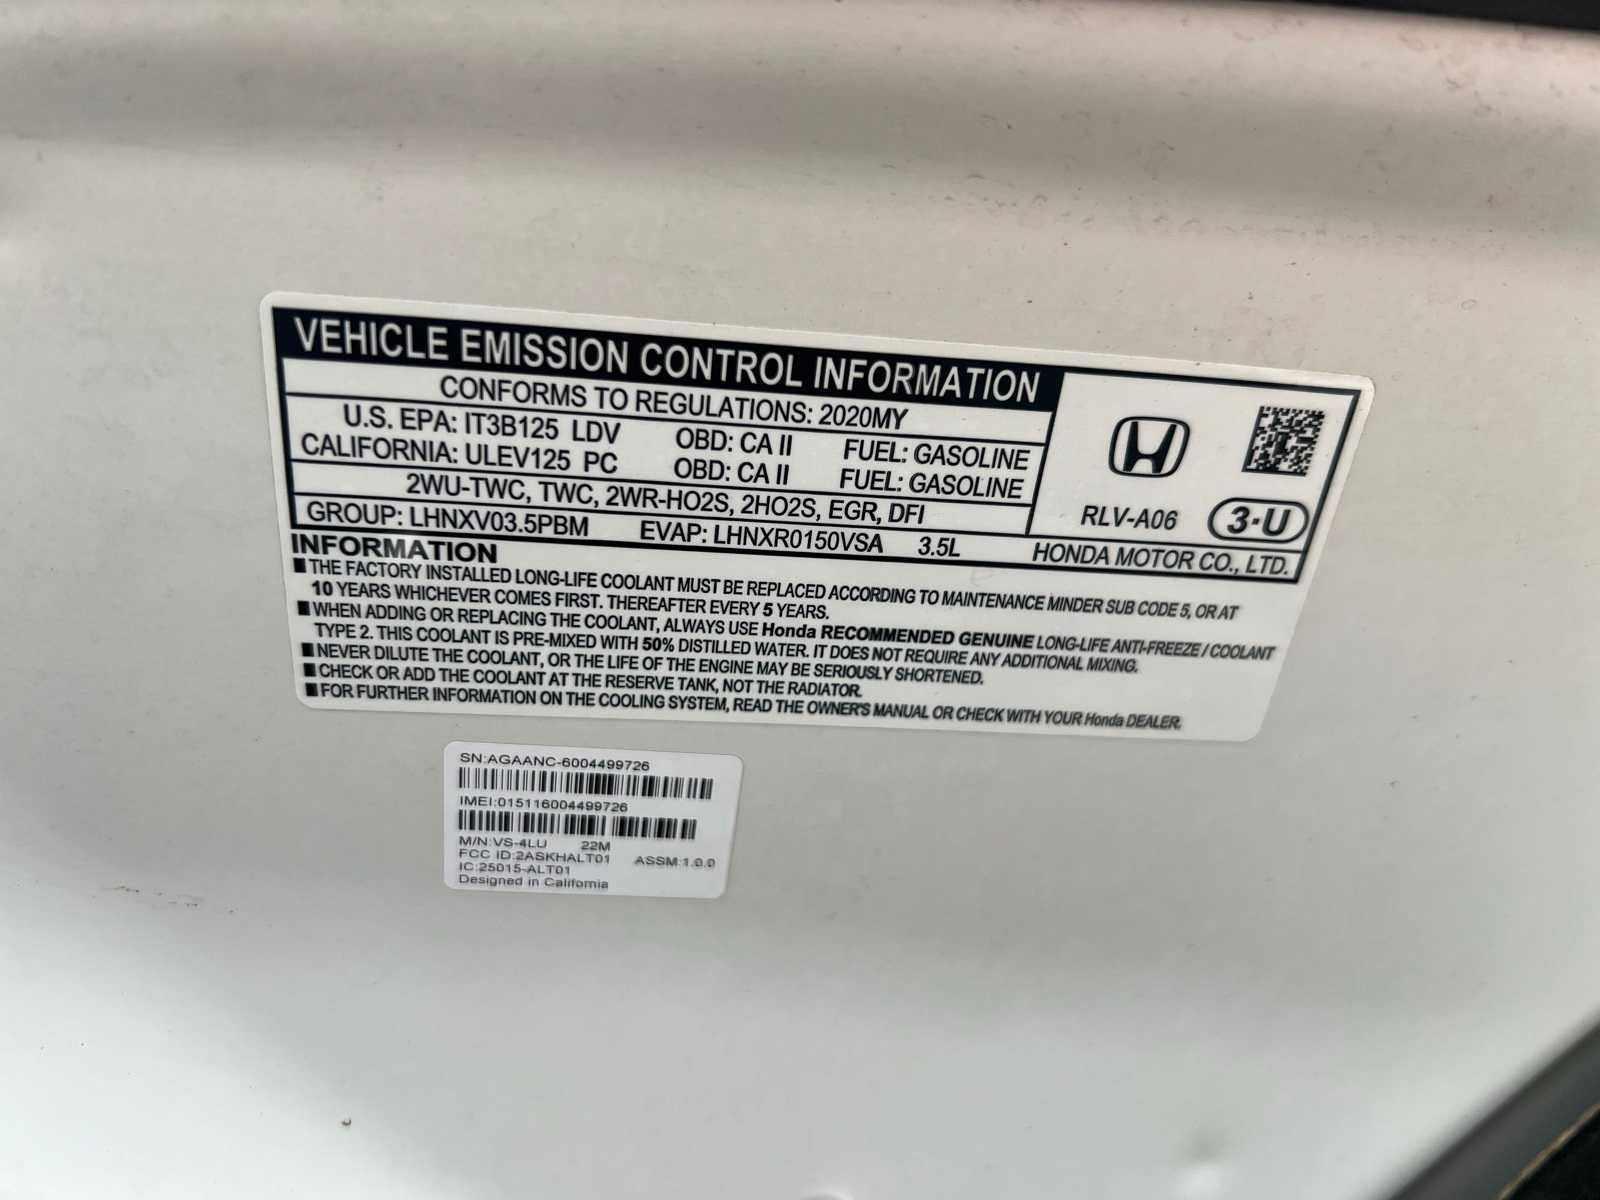 VEHICLE EMISSION CONTROL INFORMATION
CONFORMS TO REGULATIONS: 2020MY
U.S. EPA: IT3B125 LDV OBD: CA II FUEL: GASOLINE
CALIFORNIA: ULEV125 PC OBD: CA II FUEL: GASOLINE
2WU-TWC, TWC, 2WR-HO2S, 2HO2S, EGR, DFI
RLV-A06 3·U
GROUP: LHNXV03.5PBM EVAP: LHNXR0150VSA 3.5L HONDA MOTOR CO., LTD.
INFORMATION
■ THE FACTORY INSTALLED LONG-LIFE COOLANT MUST BE REPLACED ACCORDING TO MAINTENANCE MINDER SUB CODE 5, OR AT
10 YEARS WHICHEVER COMES FIRST. THEREAFTER EVERY 5 YEARS.
■ WHEN ADDING OR REPLACING THE COOLANT, ALWAYS USE Honda RECOMMENDED GENUINE LONG-LIFE ANTI-FREEZE / COOLANT
TYPE 2. THIS COOLANT IS PRE-MIXED WITH 50% DISTILLED WATER. IT DOES NOT REQUIRE ANY ADDITIONAL MIXING.
■ NEVER DILUTE THE COOLANT, OR THE LIFE OF THE ENGINE MAY BE SERIOUSLY SHORTENED.
■ CHECK OR ADD THE COOLANT AT THE RESERVE TANK, NOT THE RADIATOR.
■ FOR FURTHER INFORMATION ON THE COOLING SYSTEM, READ THE OWNER'S MANUAL OR CHECK WITH YOUR Honda DEALER.
SN:AGAANC-6004499726
IMEI:015116004499726
M/N:VS-4LU 22M
FCC ID:2ASKHALT01 ASSM:1.0.0
IC:25015-ALT01
Designed in California